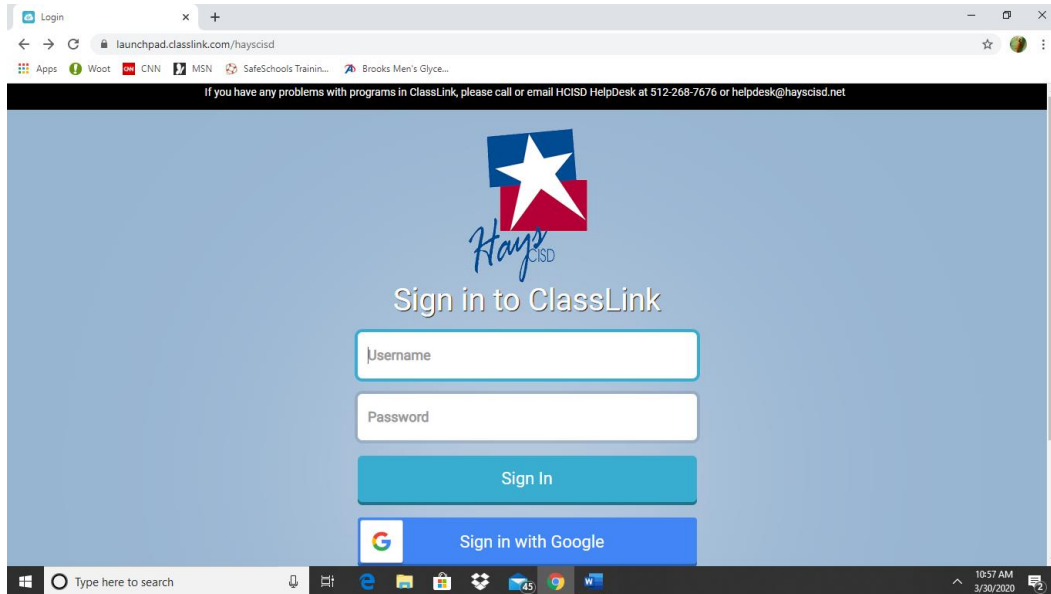 Login
launchpad.classlink.com/hayscisd
Apps Woot CNN MSN SafeSchools Trainin... Brooks Men's Glyce...
If you have any problems with programs in ClassLink, please call or email HCISD HelpDesk at 512-268-7676 or helpdesk@hayscisd.net
Hays
CISD
Sign in to ClassLink
Username
Password
Sign In
G Sign in with Google
Type here to search
45
W
10:57 AM
3/30/2020
2